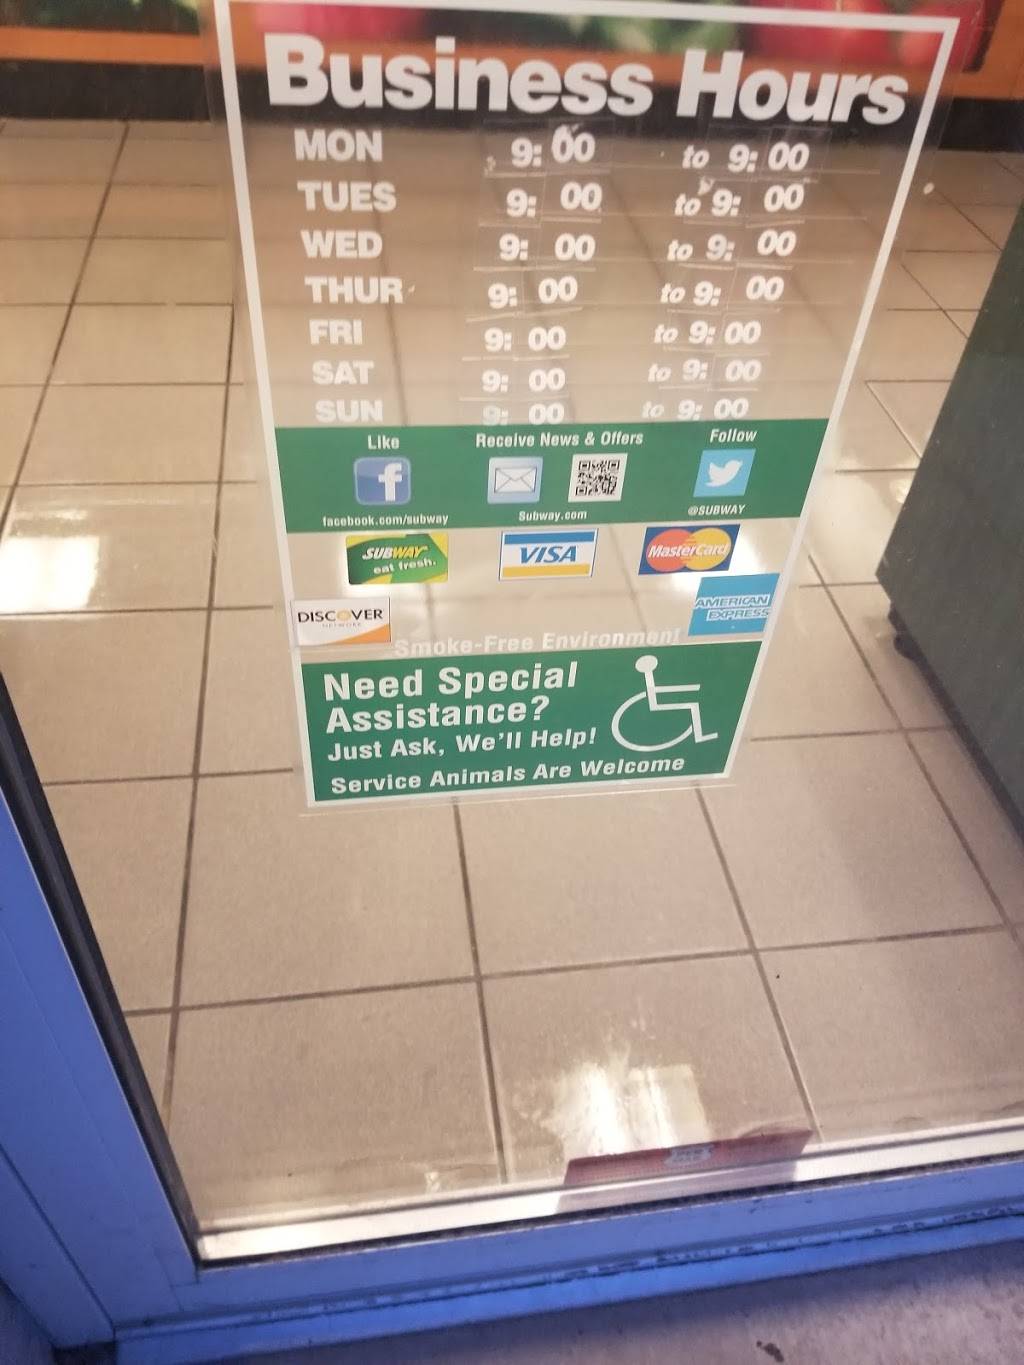 Business Hours
MON 9:00 to 9:00
TUES 9:00 to 9:00
WED 9:00 to 9:00
THUR 9:00 to 9:00
FRI 9:00 to 9:00
SAT 9:00 to 9:00
SUN 9:00 to 9:00
Like Receive News & Offers Follow
facebook.com/subway Subway.com @SUBWAY
SUBWAY eat fresh. VISA MasterCard
DISCOVER NETWORK AMERICAN EXPRESS
Smoke-Free Environment
Need Special
Assistance?
Just Ask, We'll Help!
Service Animals Are Welcome